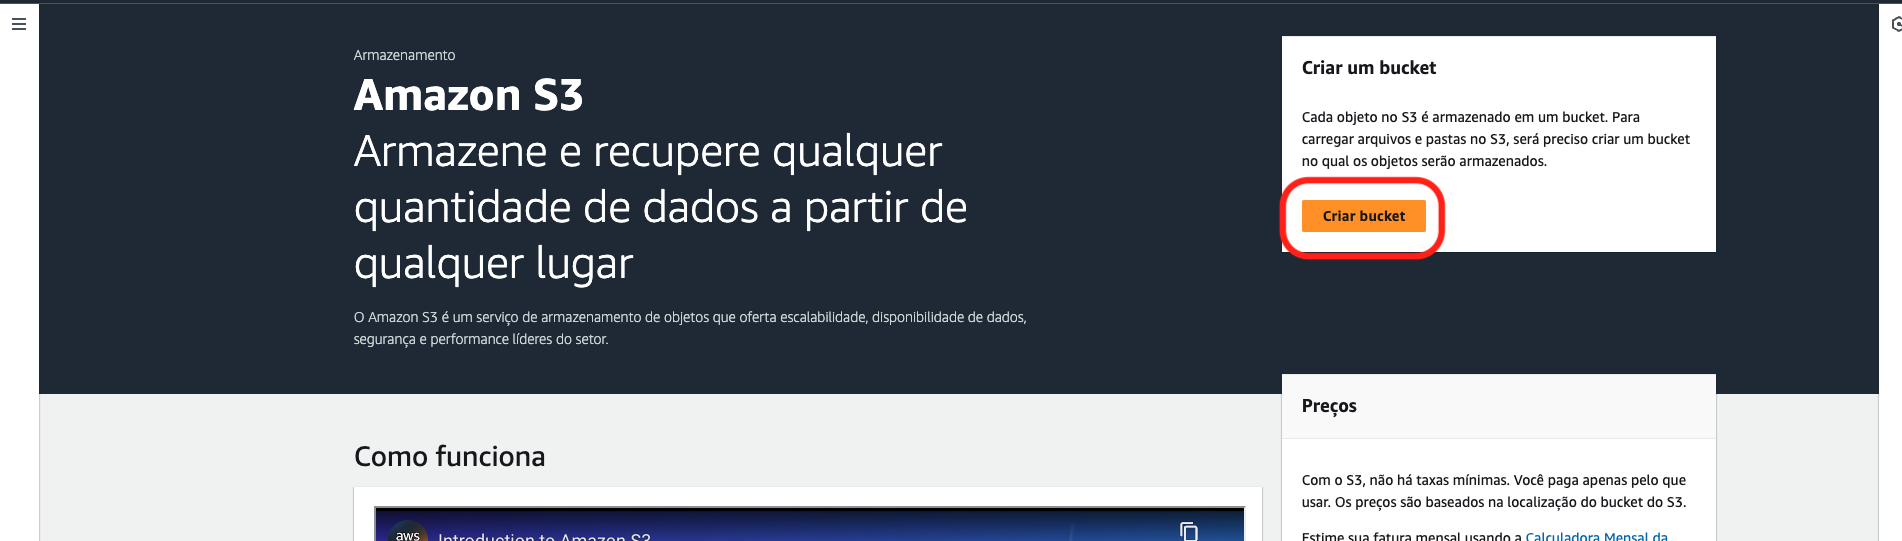 Armazenamento
Amazon S3
Armazene e recupere qualquer
quantidade de dados a partir de
qualquer lugar
O Amazon S3 é um serviço de armazenamento de objetos que oferta escalabilidade, disponibilidade de dados,
segurança e performance líderes do setor.
Criar um bucket
Cada objeto no S3 é armazenado em um bucket. Para
carregar arquivos e pastas no S3, será preciso criar um bucket
no qual os objetos serão armazenados.
Criar bucket
Como funciona
aws
Introduction to Amazon S3
Preços
Com o S3, não há taxas mínimas. Você paga apenas pelo que
usar. Os preços são baseados na localização do bucket do S3.
Estime sua fatura mensal usando a Calculadora Mensal da